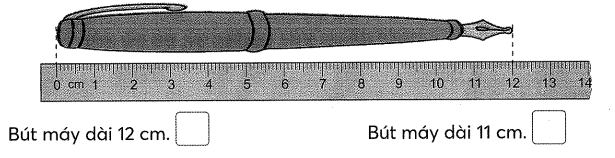 0 cm 1 2 3 4 5 6 7 8 9 10 11 12 13 14
Bút máy dài 12 cm.
Bút máy dài 11 cm.